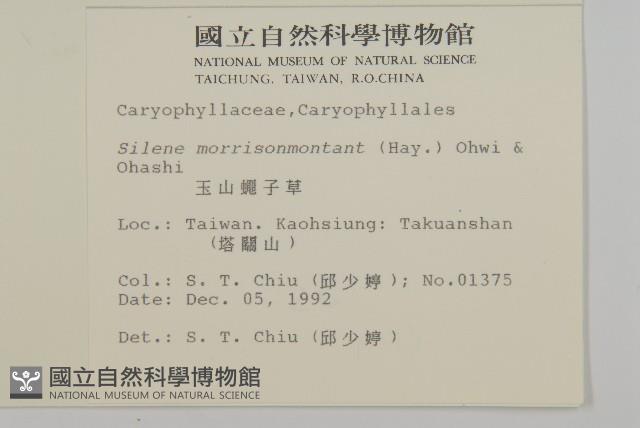 國立自然科學博物館
NATIONAL MUSEUM OF NATURAL SCIENCE
TAICHUNG, TAIWAN, R.O.CHINA
Caryophyllaceae,Caryophyllales
Silene morrisonmontant (Hay.) Ohwi &
Ohashi
玉山蠅子草
Loc.: Taiwan. Kaohsiung: Takuanshan
(塔關山)
Col.: S. T. Chiu (邱少婷); No.01375
Date: Dec. 05, 1992
Det.: S. T. Chiu (邱少婷)
國立自然科學博物館
NATIONAL MUSEUM OF NATURAL SCIENCE